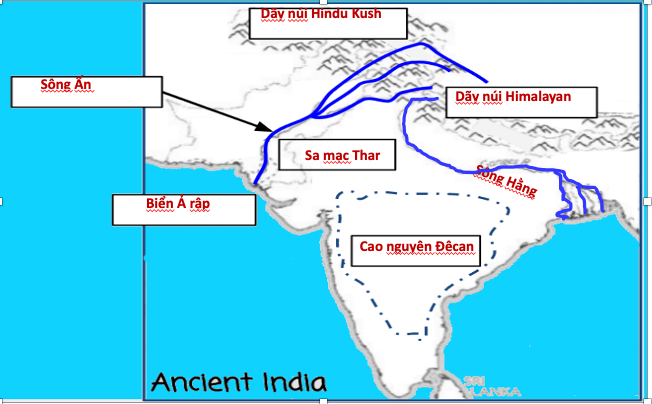 Dãy núi Hindu Kush
Sông Ấn
Dãy núi Himalayan
Sa mạc Thar
Sông Hằng
Biển Ả rập
Cao nguyên Đêcan
Ancient India
SRI
LANKA